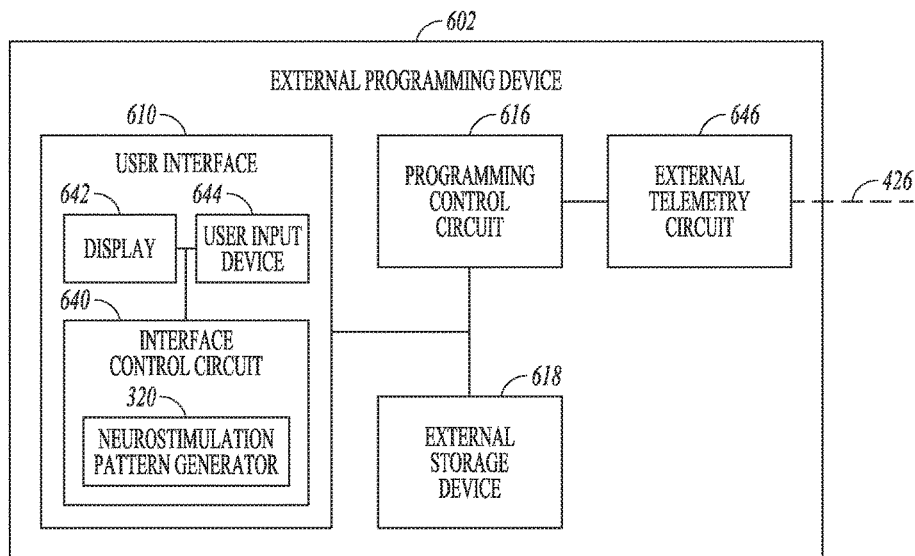 602
EXTERNAL PROGRAMMING DEVICE
610
USER INTERFACE
642
DISPLAY
644
USER INPUT
DEVICE
640
INTERFACE
CONTROL CIRCUIT
320
NEUROSTIMULATION
PATTERN GENERATOR
616
PROGRAMMING
CONTROL
CIRCUIT
646
EXTERNAL
TELEMETRY
CIRCUIT
426
618
EXTERNAL
STORAGE
DEVICE